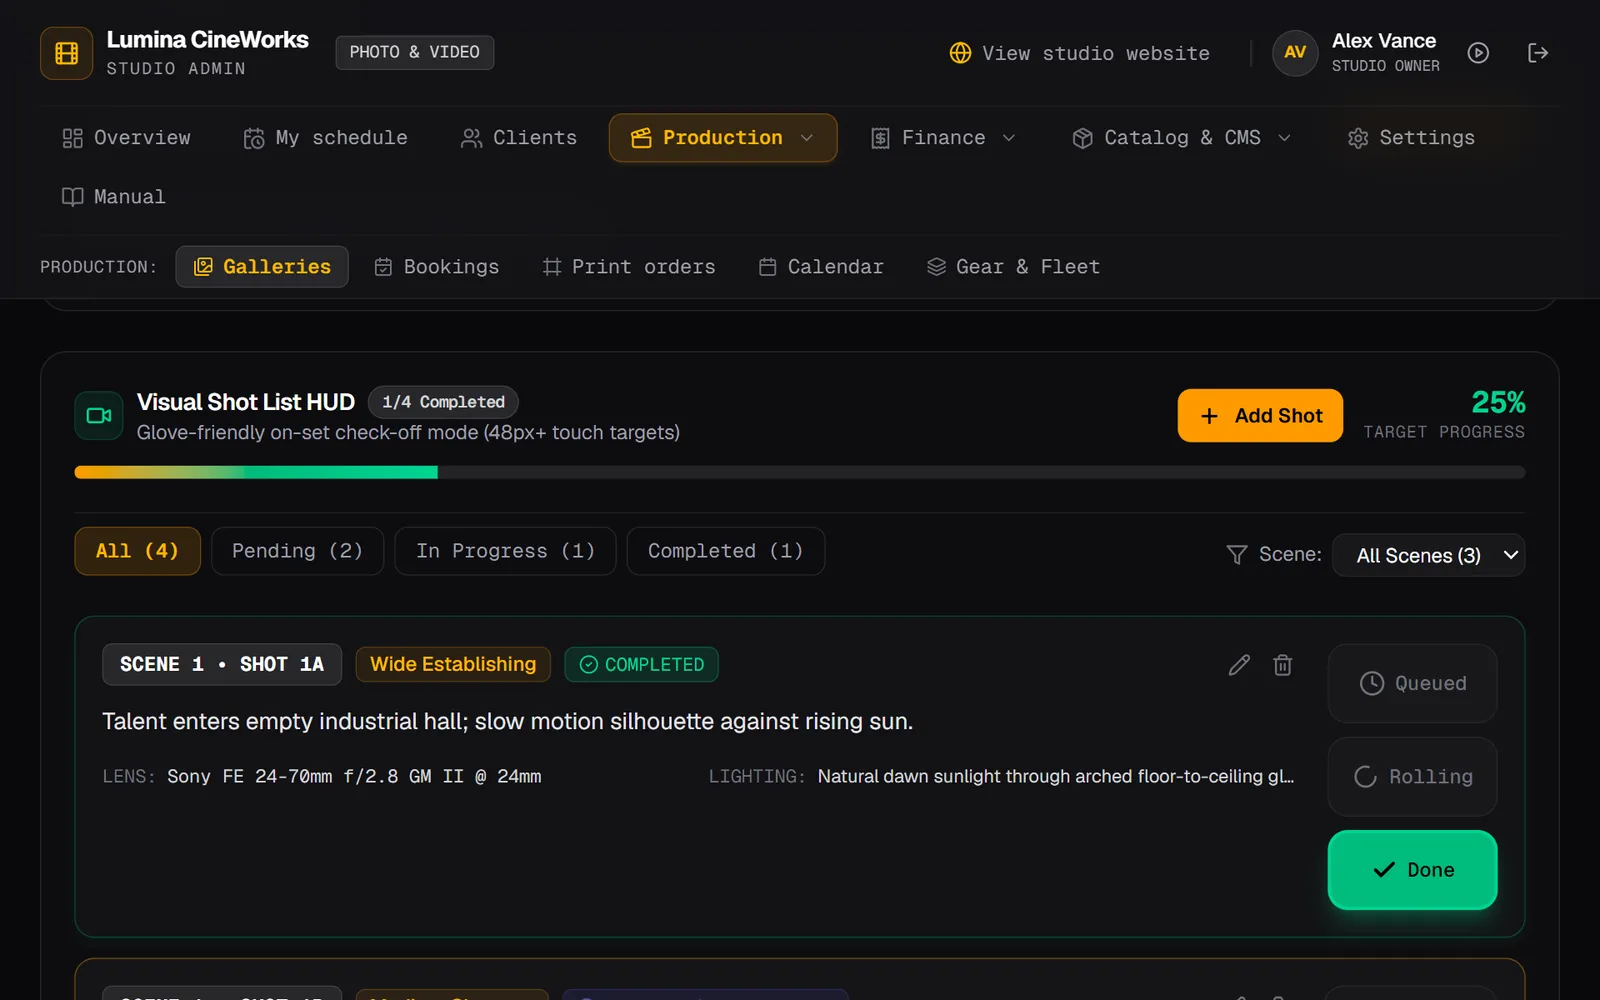 Lumina CineWorks
STUDIO ADMIN
PHOTO & VIDEO
View studio website
AV
Alex Vance
STUDIO OWNER
Overview
My schedule
Clients
Production
Finance
Catalog & CMS
Settings
Manual
PRODUCTION:
Galleries
Bookings
Print orders
Calendar
Gear & Fleet
Visual Shot List HUD
1/4 Completed
Glove-friendly on-set check-off mode (48px+ touch targets)
+ Add Shot
25%
TARGET PROGRESS
All (4)
Pending (2)
In Progress (1)
Completed (1)
Scene:
All Scenes (3)
SCENE 1 • SHOT 1A
Wide Establishing
COMPLETED
Talent enters empty industrial hall; slow motion silhouette against rising sun.
LENS: Sony FE 24-70mm f/2.8 GM II @ 24mm
LIGHTING: Natural dawn sunlight through arched floor-to-ceiling gl…
Queued
Rolling
Done